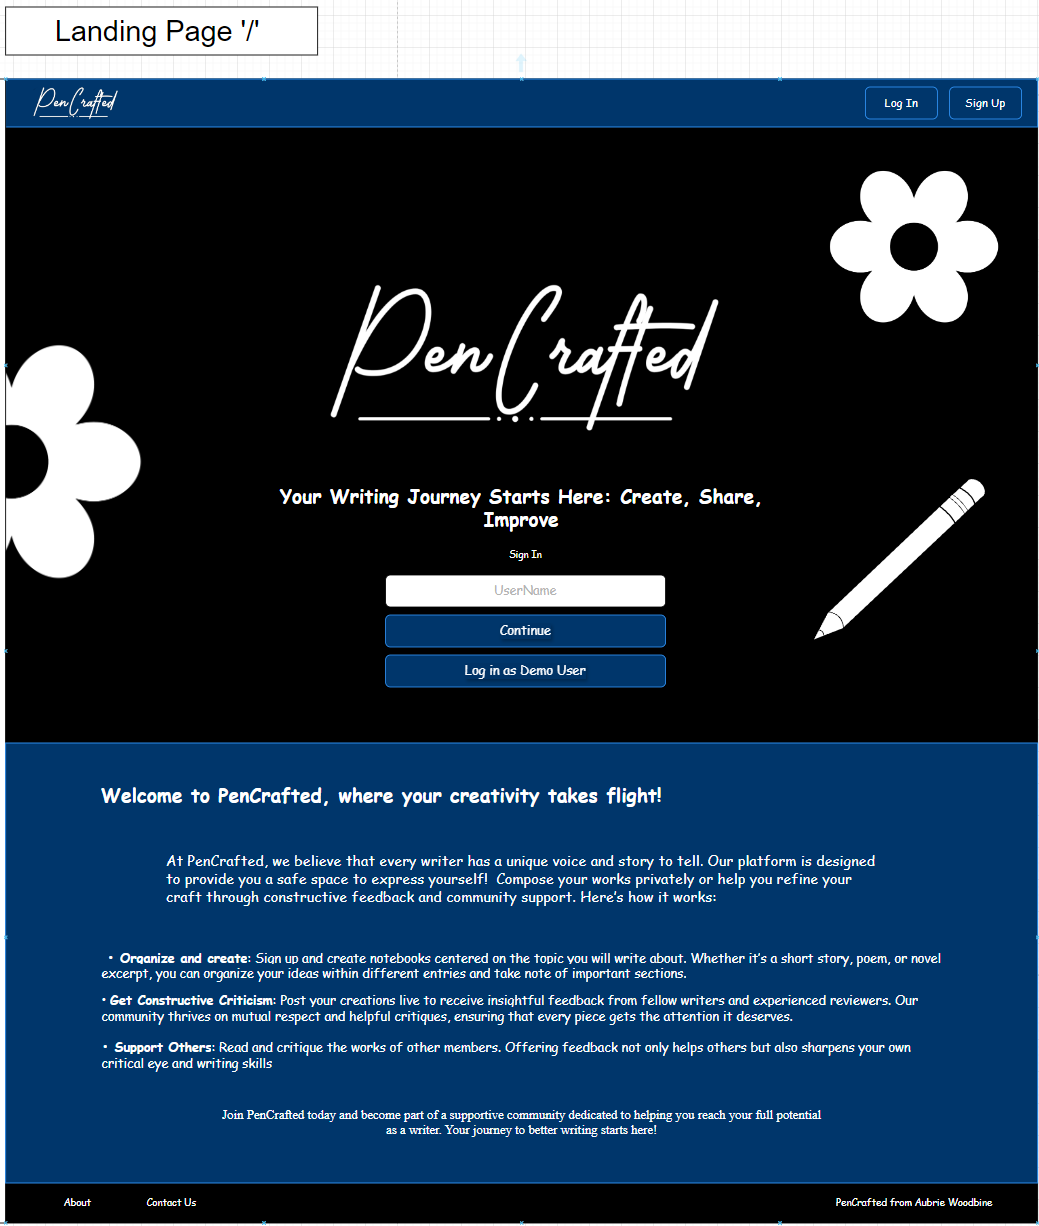 Landing Page '/'
PenCrafted
Log In
Sign Up
PenCrafted
Your Writing Journey Starts Here: Create, Share,
Improve
Sign In
UserName
Continue
Log in as Demo User
Welcome to PenCrafted, where your creativity takes flight!
At PenCrafted, we believe that every writer has a unique voice and story to tell. Our platform is designed
to provide you a safe space to express yourself! Compose your works privately or help you refine your
craft through constructive feedback and community support. Here's how it works:
• Organize and create: Sign up and create notebooks centered on the topic you will write about. Whether it's a short story, poem, or novel
excerpt, you can organize your ideas within different entries and take note of important sections.
• Get Constructive Criticism: Post your creations live to receive insightful feedback from fellow writers and experienced reviewers. Our
community thrives on mutual respect and helpful critiques, ensuring that every piece gets the attention it deserves.
• Support Others: Read and critique the works of other members. Offering feedback not only helps others but also sharpens your own
critical eye and writing skills
Join PenCrafted today and become part of a supportive community dedicated to helping you reach your full potential
as a writer. Your journey to better writing starts here!
About
Contact Us
PenCrafted from Aubrie Woodbine